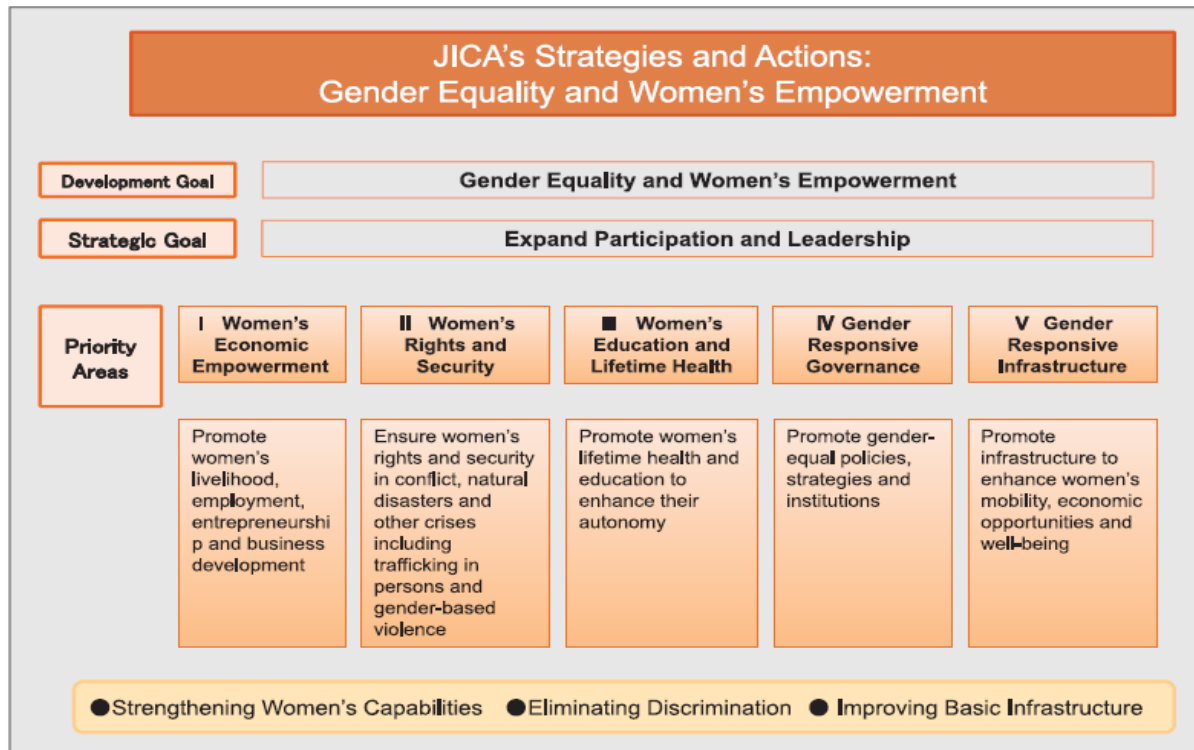 JICA's Strategies and Actions:
Gender Equality and Women's Empowerment
Development Goal
Gender Equality and Women's Empowerment
Strategic Goal
Expand Participation and Leadership
Priority
Areas
Ⅰ Women's
Economic
Empowerment
Ⅱ Women's
Rights and
Security
■ Women's
Education and
Lifetime Health
Ⅳ Gender
Responsive
Governance
Ⅴ Gender
Responsive
Infrastructure
Promote
women's
livelihood,
employment,
entrepreneurshi
p and business
development
Ensure women's
rights and security
in conflict, natural
disasters and
other crises
including
trafficking in
persons and
gender-based
violence
Promote women's
lifetime health and
education to
enhance their
autonomy
Promote gender-
equal policies,
strategies and
institutions
Promote
infrastructure to
enhance women's
mobility, economic
opportunities and
well-being
●Strengthening Women's Capabilities ●Eliminating Discrimination ● Improving Basic Infrastructure